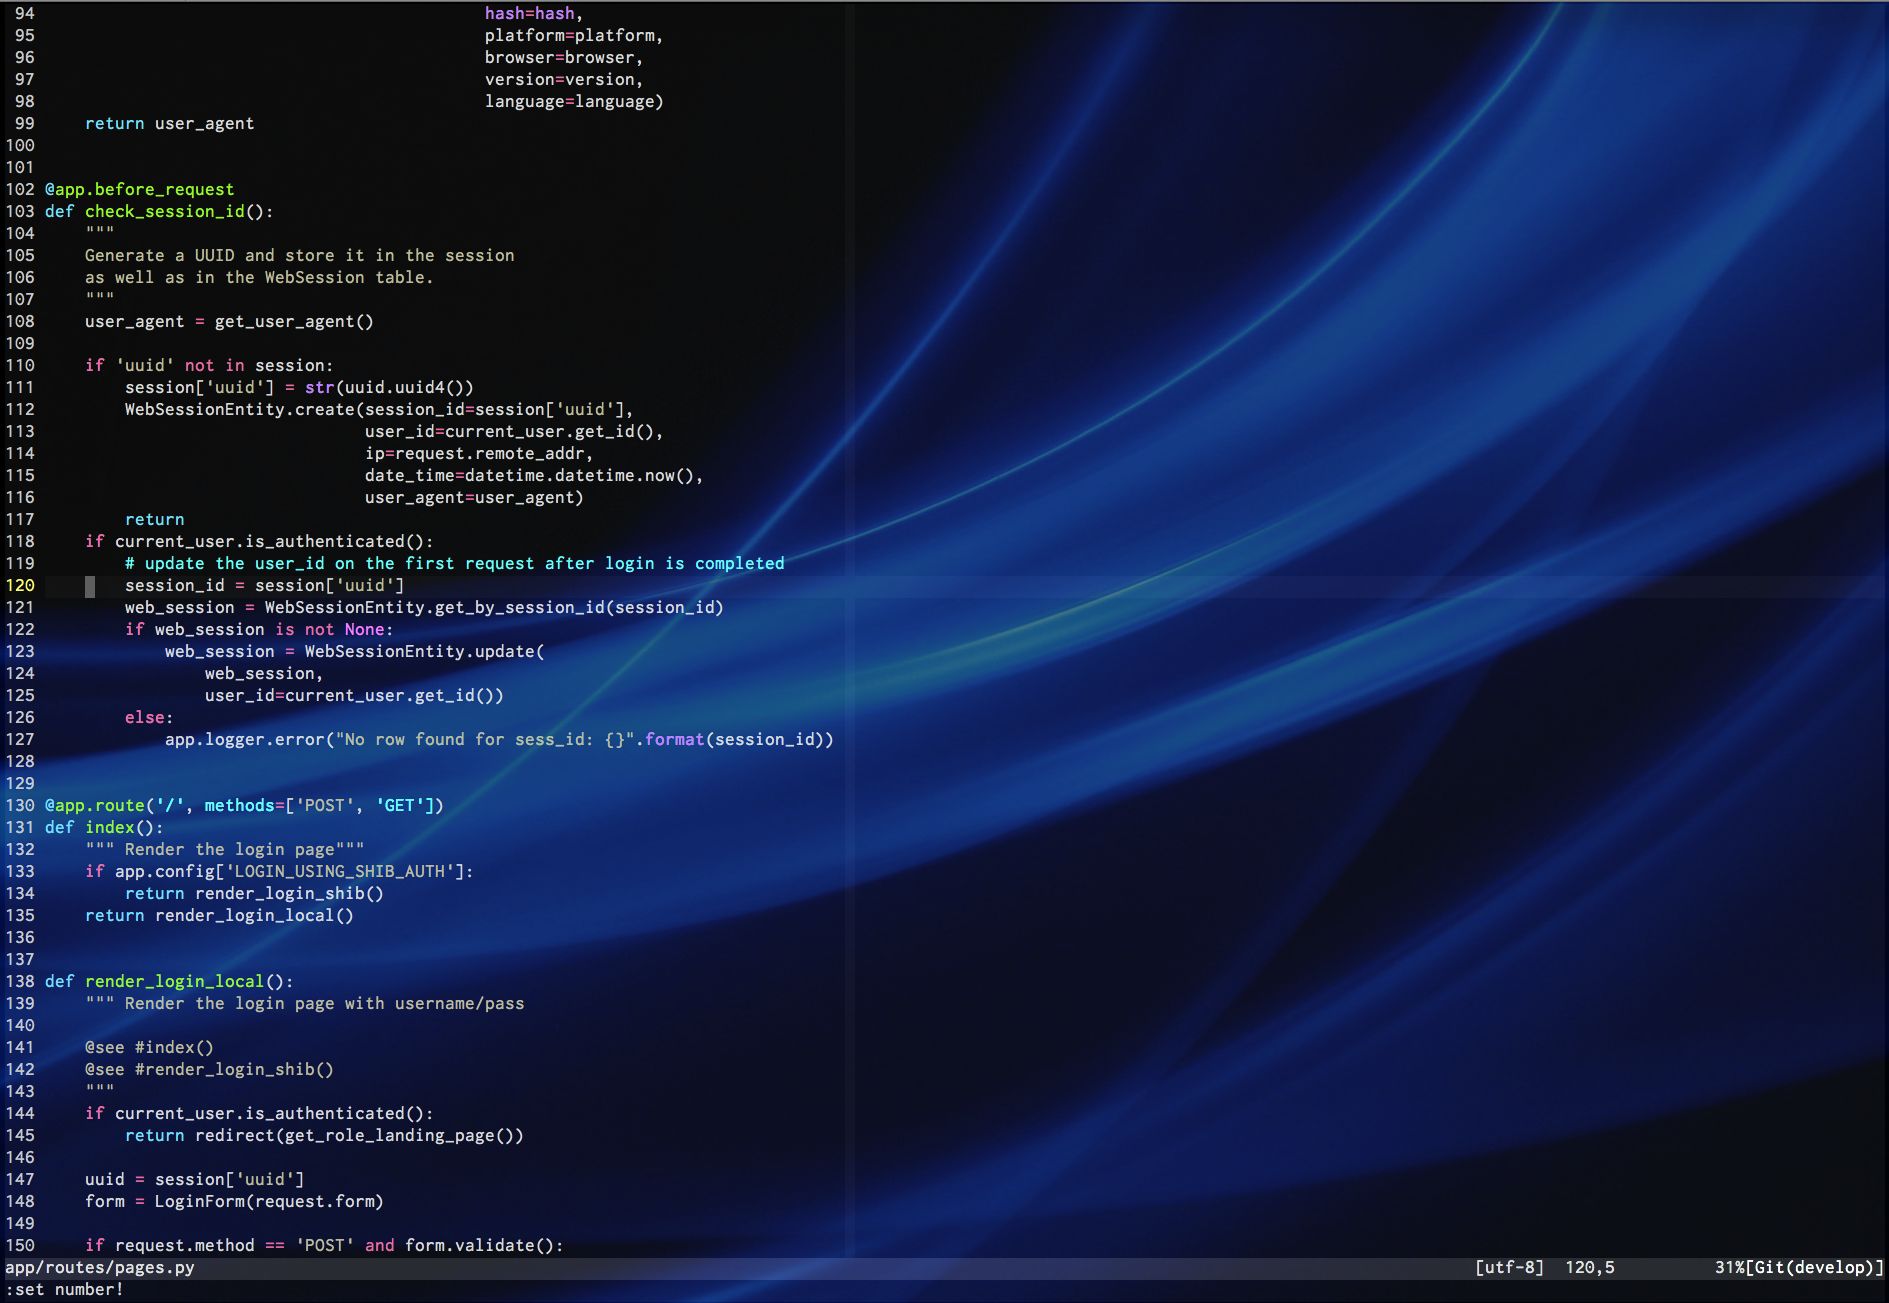 94                                             hash=hash,
95                                             platform=platform,
96                                             browser=browser,
97                                             version=version,
98                                             language=language)
99     return user_agent
100
101
102 @app.before_request
103 def check_session_id():
104     """
105     Generate a UUID and store it in the session
106     as well as in the WebSession table.
107     """
108     user_agent = get_user_agent()
109
110     if 'uuid' not in session:
111         session['uuid'] = str(uuid.uuid4())
112         WebSessionEntity.create(session_id=session['uuid'],
113                                 user_id=current_user.get_id(),
114                                 ip=request.remote_addr,
115                                 date_time=datetime.datetime.now(),
116                                 user_agent=user_agent)
117         return
118     if current_user.is_authenticated():
119         # update the user_id on the first request after login is completed
120         session_id = session['uuid']
121         web_session = WebSessionEntity.get_by_session_id(session_id)
122         if web_session is not None:
123             web_session = WebSessionEntity.update(
124                 web_session,
125                 user_id=current_user.get_id())
126         else:
127             app.logger.error("No row found for sess_id: {}".format(session_id))
128
129
130 @app.route('/', methods=['POST', 'GET'])
131 def index():
132     """ Render the login page"""
133     if app.config['LOGIN_USING_SHIB_AUTH']:
134         return render_login_shib()
135     return render_login_local()
136
137
138 def render_login_local():
139     """ Render the login page with username/pass
140
141     @see #index()
142     @see #render_login_shib()
143     """
144     if current_user.is_authenticated():
145         return redirect(get_role_landing_page())
146
147     uuid = session['uuid']
148     form = LoginForm(request.form)
149
150     if request.method == 'POST' and form.validate():
app/routes/pages.py [utf-8] 120,5 31%[Git(develop)]
:set number!